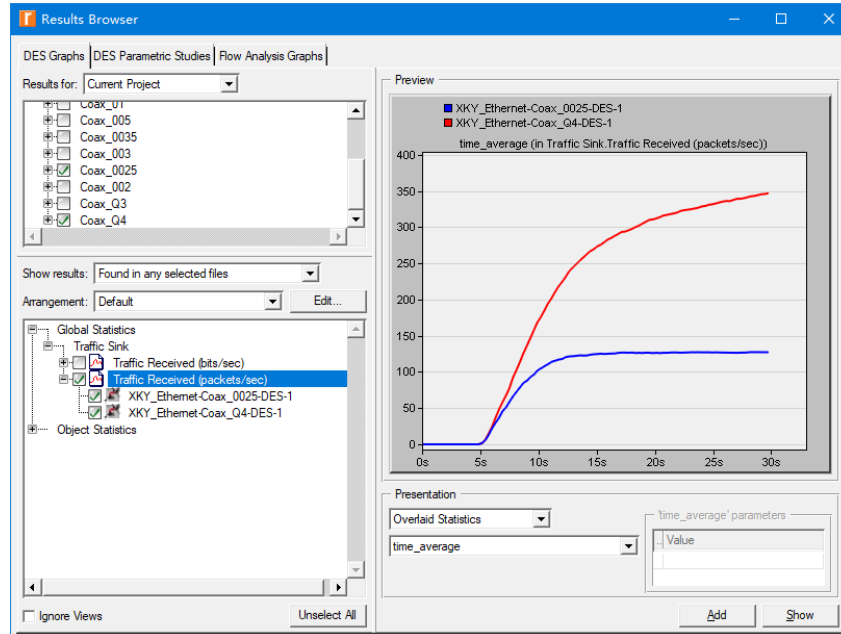 Results Browser
DES Graphs DES Parametric Studies Flow Analysis Graphs
Results for: Current Project
Coax_01
Coax_005
Coax_0035
Coax_003
Coax_0025
Coax_002
Coax_Q3
Coax_Q4
Show results: Found in any selected files
Arrangement: Default Edit...
Global Statistics
Traffic Sink
Traffic Received (bits/sec)
Traffic Received (packets/sec)
XKY_Ethernet-Coax_0025-DES-1
XKY_Ethernet-Coax_Q4-DES-1
Object Statistics
Ignore Views Unselect All
Preview
XKY_Ethernet-Coax_0025-DES-1
XKY_Ethernet-Coax_Q4-DES-1
time_average (in Traffic Sink.Traffic Received (packets/sec))
400
350
300
250
200
150
100
50
0
0s 5s 10s 15s 20s 25s 30s
Presentation
Overlaid Statistics
time_average
'time_average' parameters
.. Value
Add Show